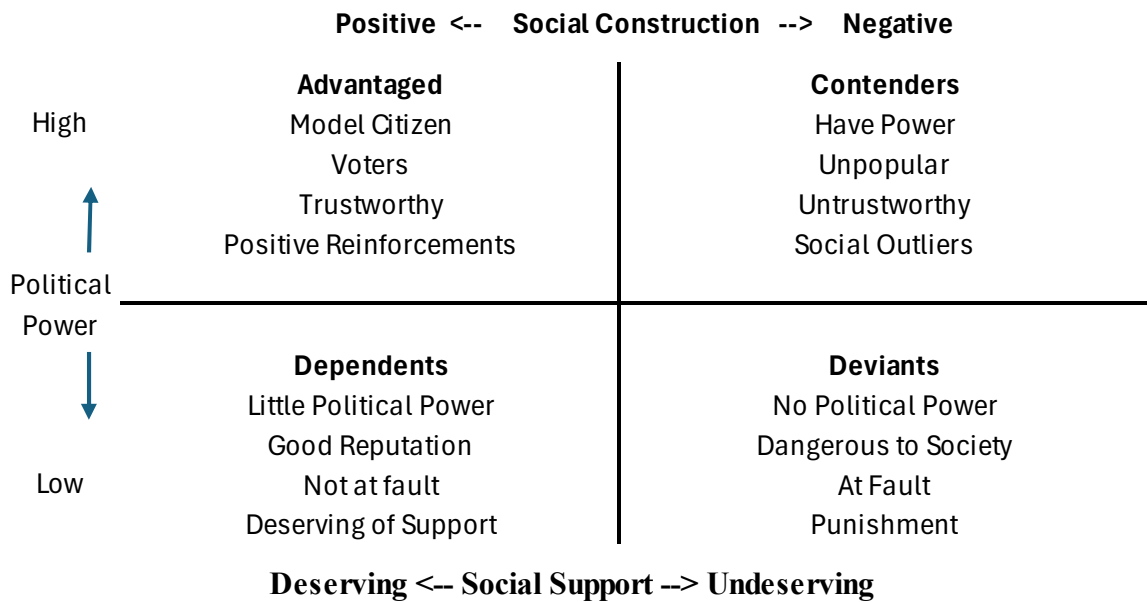 Positive <-- Social Construction --> Negative
High
Political
Power
Low
Advantaged
Model Citizen
Voters
Trustworthy
Positive Reinforcements
Contenders
Have Power
Unpopular
Untrustworthy
Social Outliers
Dependents
Little Political Power
Good Reputation
Not at fault
Deserving of Support
Deviants
No Political Power
Dangerous to Society
At Fault
Punishment
Deserving <-- Social Support --> Undeserving